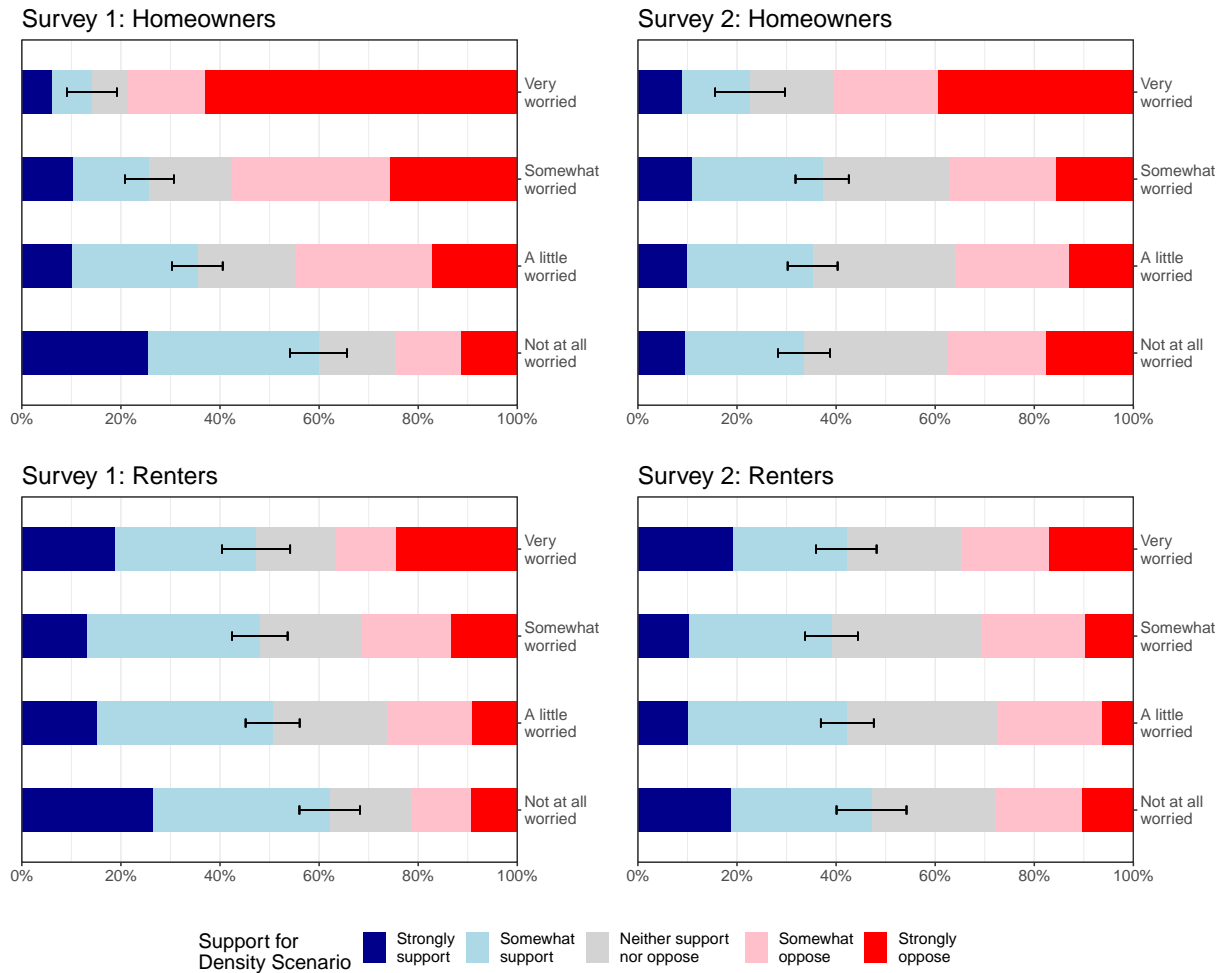 Survey 1: Homeowners
Very
worried
Somewhat
worried
A little
worried
Not at all
worried
0% 20% 40% 60% 80% 100%
Survey 2: Homeowners
Very
worried
Somewhat
worried
A little
worried
Not at all
worried
0% 20% 40% 60% 80% 100%
Survey 1: Renters
Very
worried
Somewhat
worried
A little
worried
Not at all
worried
0% 20% 40% 60% 80% 100%
Survey 2: Renters
Very
worried
Somewhat
worried
A little
worried
Not at all
worried
0% 20% 40% 60% 80% 100%
Support for
Density Scenario
Strongly
support
Somewhat
support
Neither support
nor oppose
Somewhat
oppose
Strongly
oppose